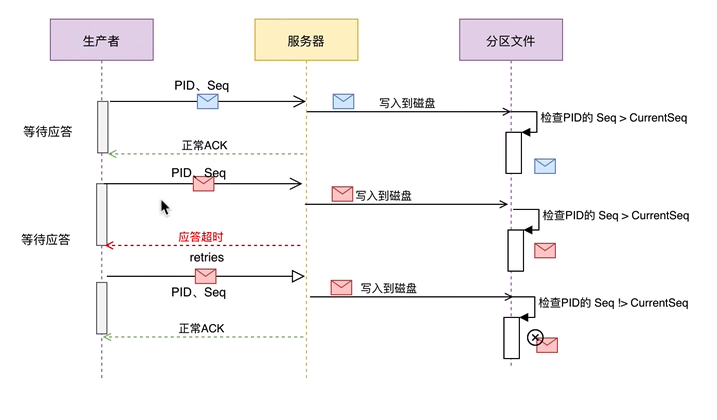 生产者
服务器
分区文件
PID、Seq
写入到磁盘
检查PID的 Seq > CurrentSeq
等待应答
正常ACK
PID、Seq
写入到磁盘
检查PID的 Seq > CurrentSeq
等待应答
应答超时
retries
PID、Seq
写入到磁盘
检查PID的 Seq !> CurrentSeq
正常ACK